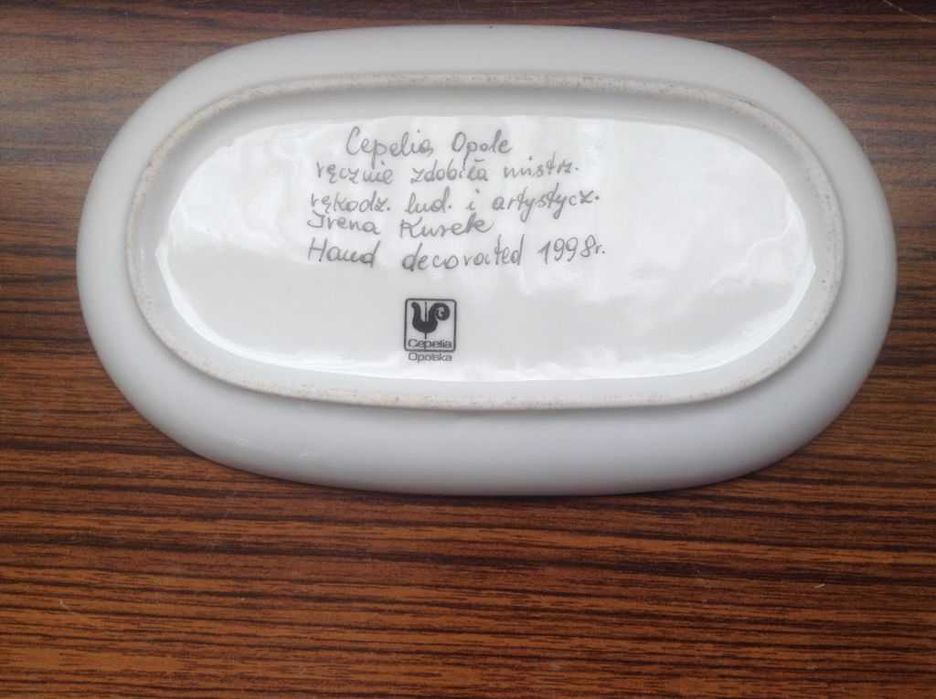 Cepelia Opole
ręcznie zdobiła mistrz.
rękodz. lud. i artystycz.
Irena Kurek
Hand decorated 1998r.
Cepelia
Opolska